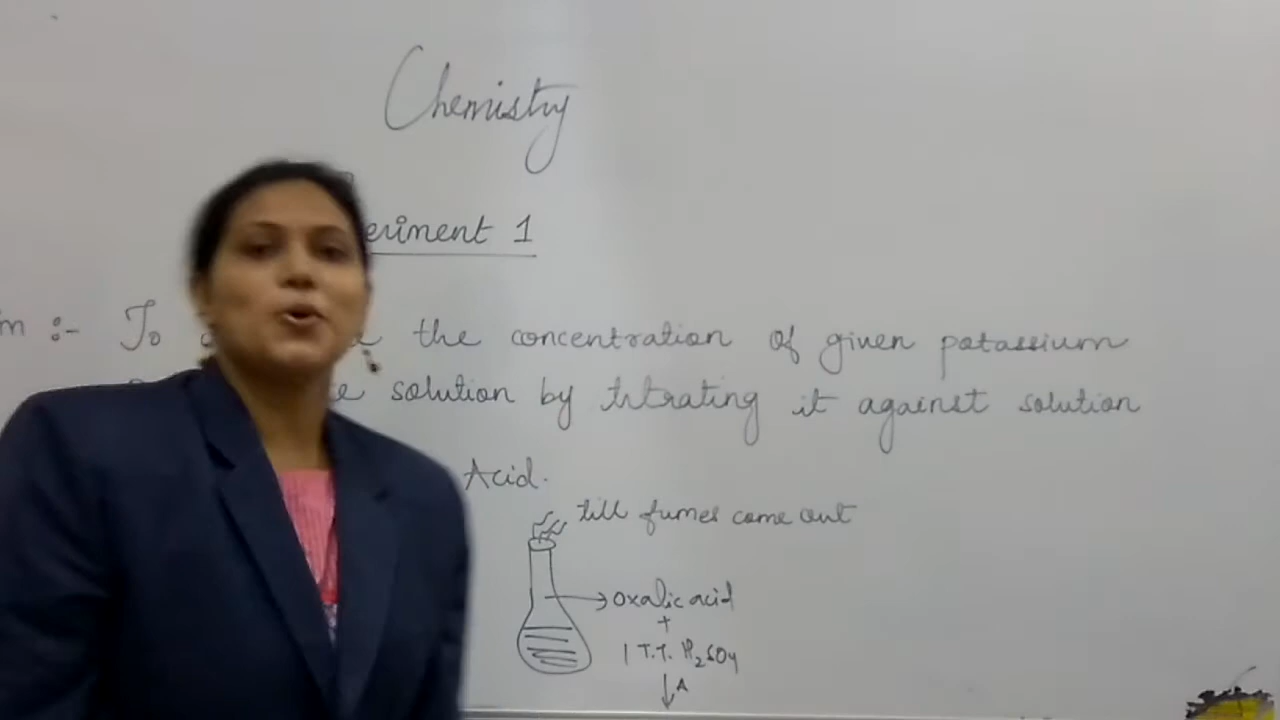 Chemistry
eriment 1
m :- To the concentration of given potassium
solution by titrating it against solution
Acid.
till fumes come out
oxalic acid
+
1 T.T. H2SO4
↓